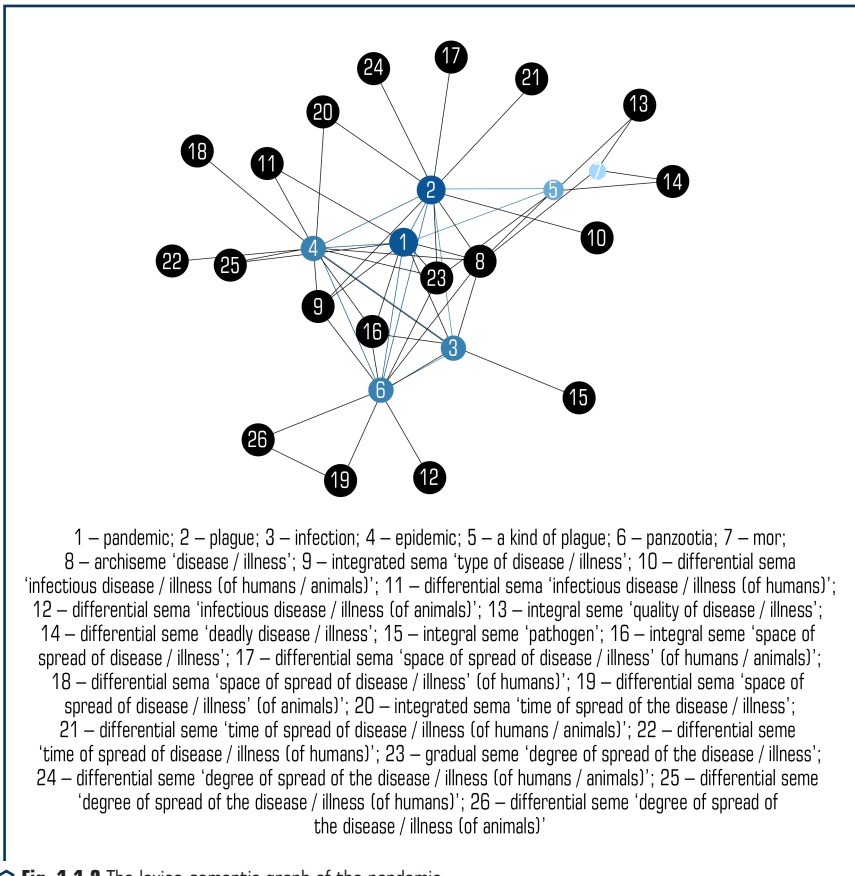 17
24
21
13
20
18
11
7
14
2
5
10
1
4
8
22
25
23
9
16
3
6
15
26
19
12
1 – pandemic; 2 – plague; 3 – infection; 4 – epidemic; 5 – a kind of plague; 6 – panzootia; 7 – mor;
8 – archiseme ‘disease / illness’; 9 – integrated sema ‘type of disease / illness’; 10 – differential sema
‘infectious disease / illness (of humans / animals)’; 11 – differential sema ‘infectious disease / illness (of humans)’;
12 – differential sema ‘infectious disease / illness (of animals)’; 13 – integral seme ‘quality of disease / illness’;
14 – differential seme ‘deadly disease / illness’; 15 – integral seme ‘pathogen’; 16 – integral seme ‘space of
spread of disease / illness’; 17 – differential sema ‘space of spread of disease / illness’ (of humans / animals)’;
18 – differential sema ‘space of spread of disease / illness’ (of humans)’; 19 – differential sema ‘space of
spread of disease / illness’ (of animals)’; 20 – integrated sema ‘time of spread of the disease / illness’;
21 – differential seme ‘time of spread of disease / illness (of humans / animals)’; 22 – differential seme
‘time of spread of disease / illness (of humans)’; 23 – gradual seme ‘degree of spread of the disease / illness’;
24 – differential seme ‘degree of spread of the disease / illness (of humans / animals)’; 25 – differential seme
‘degree of spread of the disease / illness (of humans)’; 26 – differential seme ‘degree of spread of
the disease / illness (of animals)’